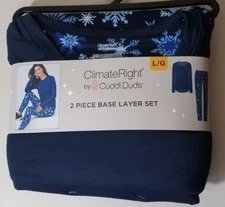 ClimateRight®
by Cuddl Duds®
L/G
2 PIECE BASE LAYER SET